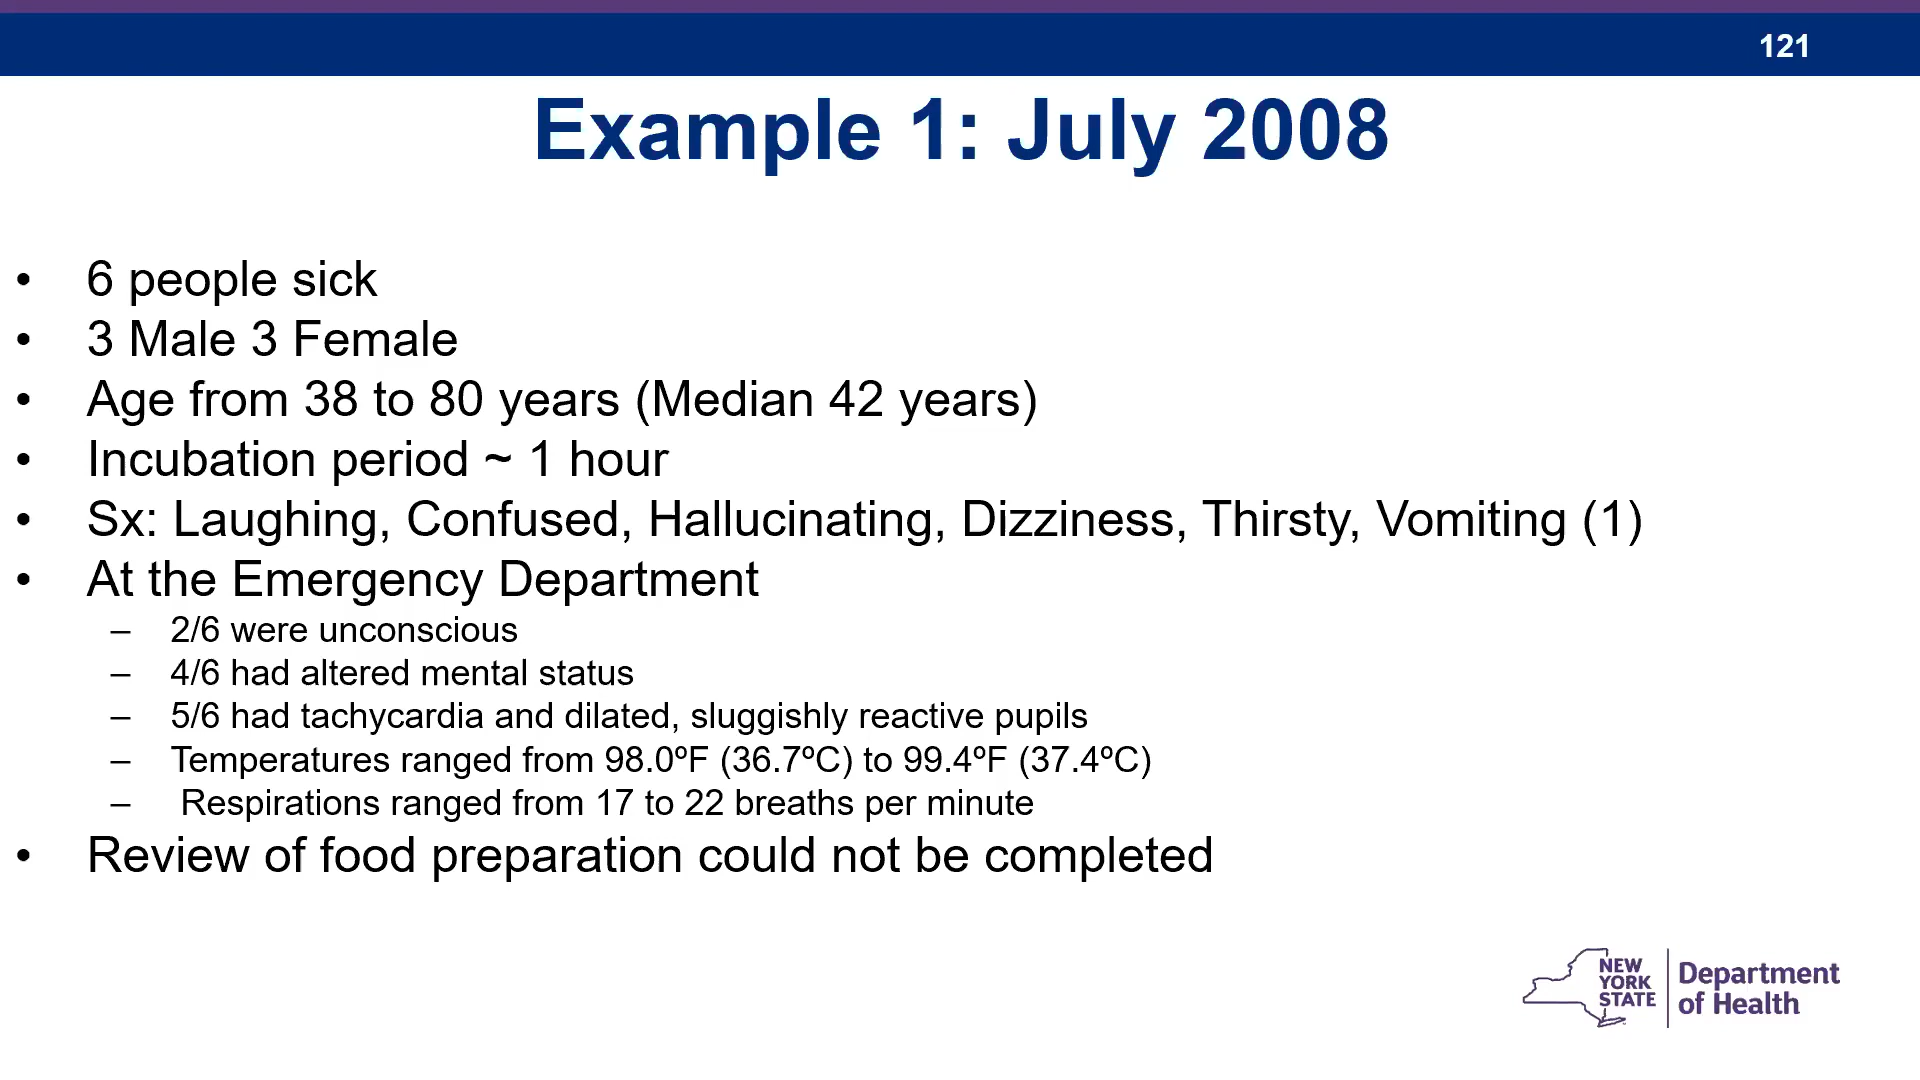 121
Example 1: July 2008
• 6 people sick
• 3 Male 3 Female
• Age from 38 to 80 years (Median 42 years)
• Incubation period ~ 1 hour
• Sx: Laughing, Confused, Hallucinating, Dizziness, Thirsty, Vomiting (1)
• At the Emergency Department
– 2/6 were unconscious
– 4/6 had altered mental status
– 5/6 had tachycardia and dilated, sluggishly reactive pupils
– Temperatures ranged from 98.0ºF (36.7ºC) to 99.4ºF (37.4ºC)
– Respirations ranged from 17 to 22 breaths per minute
• Review of food preparation could not be completed
NEW
YORK
STATE
Department
of Health